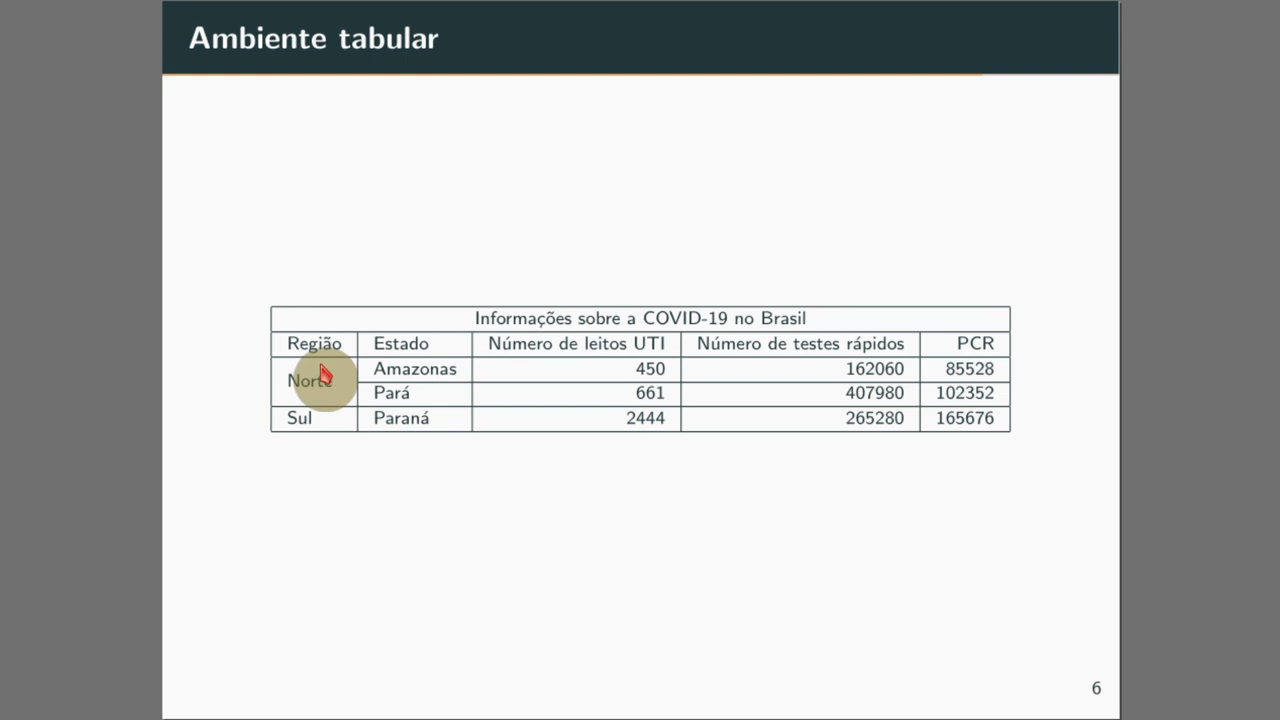 Ambiente tabular
Informações sobre a COVID-19 no Brasil
Região Estado Número de leitos UTI Número de testes rápidos PCR
Norte Amazonas 450 162060 85528
Pará 661 407980 102352
Sul Paraná 2444 265280 165676
6